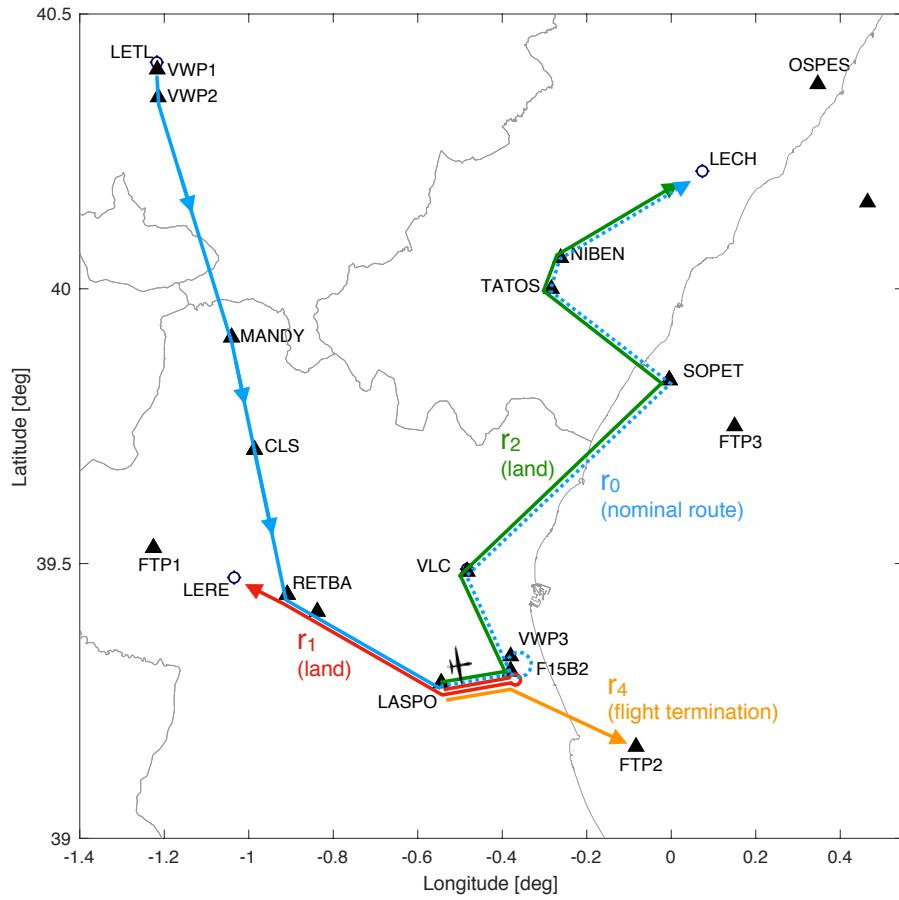 40.5
40
39.5
39
Latitude [deg]
-1.4
-1.2
-1
-0.8
-0.6
-0.4
-0.2
0
0.2
0.4
Longitude [deg]
LETL
VWP1
VWP2
OSPES
LECH
NIBEN
TATOS
MANDY
SOPET
CLS
FTP3
r2
(land)
r0
(nominal route)
FTP1
VLC
LERE
RETBA
r1
(land)
VWP3
F15B2
LASPO
r4
(flight termination)
FTP2